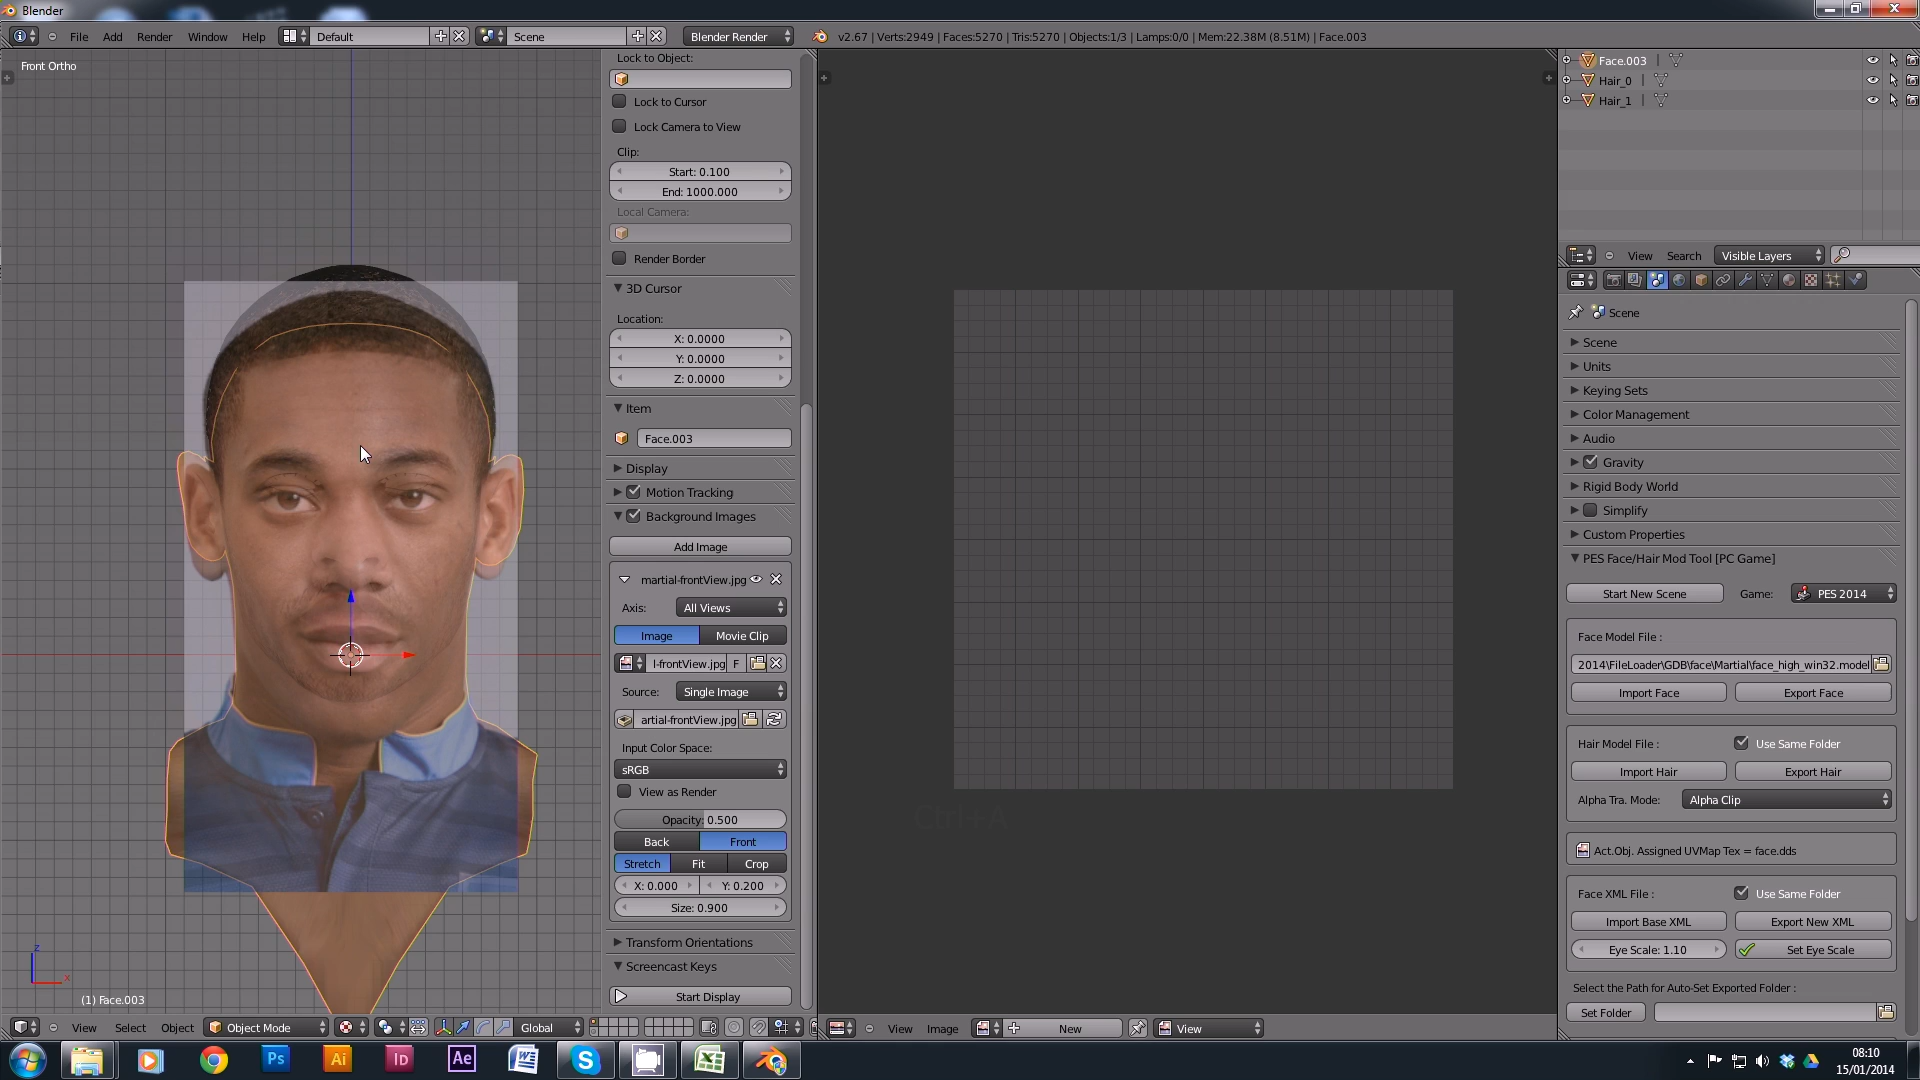 Blender
File Add Render Window Help Default Scene Blender Render v2.67 | Verts:2949 | Faces:5270 | Tris:5270 | Objects:1/3 | Lamps:0/0 | Mem:22.38M (8.51M) | Face.003
Front Ortho
Lock to Object:
Lock to Cursor
Lock Camera to View
Clip:
Start: 0.100
End: 1000.000
Local Camera:
Render Border
3D Cursor
Location:
X: 0.0000
Y: 0.0000
Z: 0.0000
Item
Face.003
Display
Motion Tracking
Background Images
Add Image
martial-frontView.jpg
Axis: All Views
Image Movie Clip
l-frontView.jpg F
Source: Single Image
artial-frontView.jpg
Input Color Space:
sRGB
View as Render
Opacity: 0.500
Back Front
Stretch Fit Crop
X: 0.000 Y: 0.200
Size: 0.900
Transform Orientations
Screencast Keys
Start Display
z
x
(1) Face.003
View Select Object Object Mode Global
Ctrl+A
View Image New View
Face.003
Hair_0
Hair_1
View Search Visible Layers
Scene
Scene
Units
Keying Sets
Color Management
Audio
Gravity
Rigid Body World
Simplify
Custom Properties
PES Face/Hair Mod Tool [PC Game]
Start New Scene Game: PES 2014
Face Model File :
2014\FileLoader\GDB\face\Martial\face_high_win32.model
Import Face Export Face
Hair Model File : Use Same Folder
Import Hair Export Hair
Alpha Tra. Mode: Alpha Clip
Act.Obj. Assigned UVMap Tex = face.dds
Face XML File : Use Same Folder
Import Base XML Export New XML
Eye Scale: 1.10 Set Eye Scale
Select the Path for Auto-Set Exported Folder :
Set Folder
Ps Ai Id Ae W S X
08:10
15/01/2014